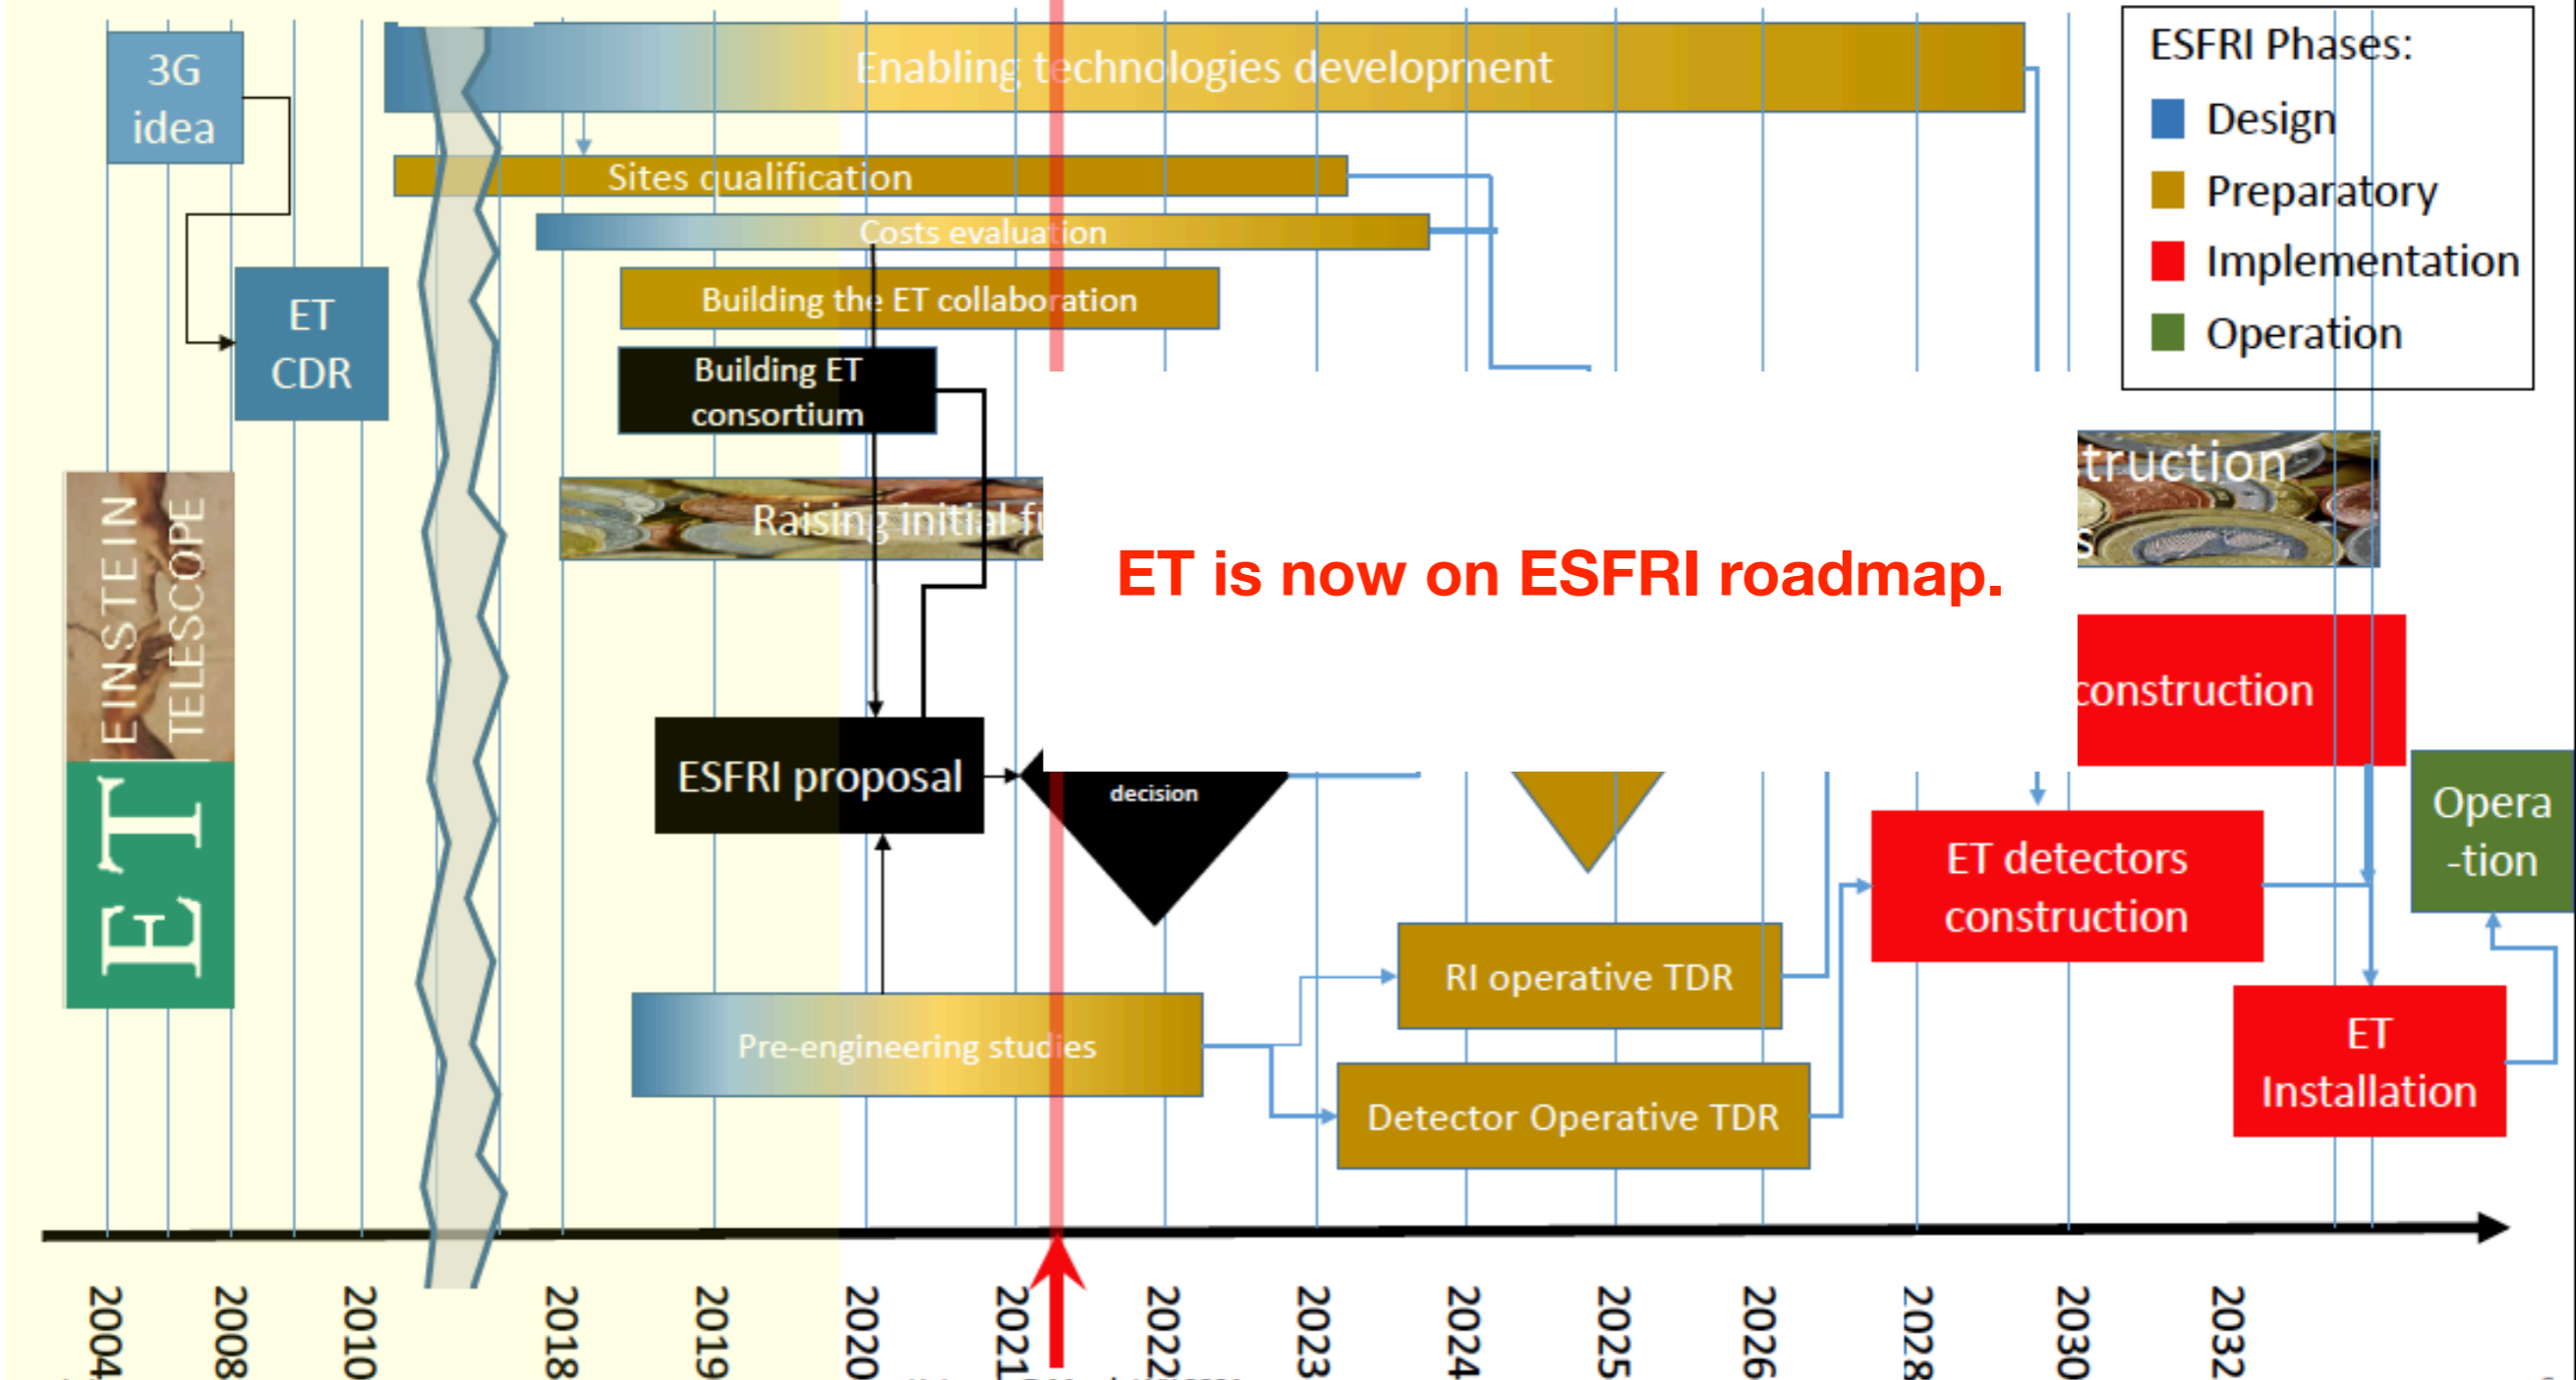 3G
idea
Enabling technologies development
ESFRI Phases:
Design
Preparatory
Implementation
Operation
Sites qualification
Costs evaluation
Building the ET collaboration
ET
CDR
Building ET
consortium
Raising initial fu
truction
s
ET is now on ESFRI roadmap.
EINSTEIN
TELESCOPE
ET
construction
ESFRI proposal
decision
Opera
-tion
ET detectors
construction
RI operative TDR
Pre-engineering studies
Detector Operative TDR
ET
Installation
2004
2008
2010
2018
2019
2020
2021
2022
2023
2024
2025
2026
2028
2030
2032